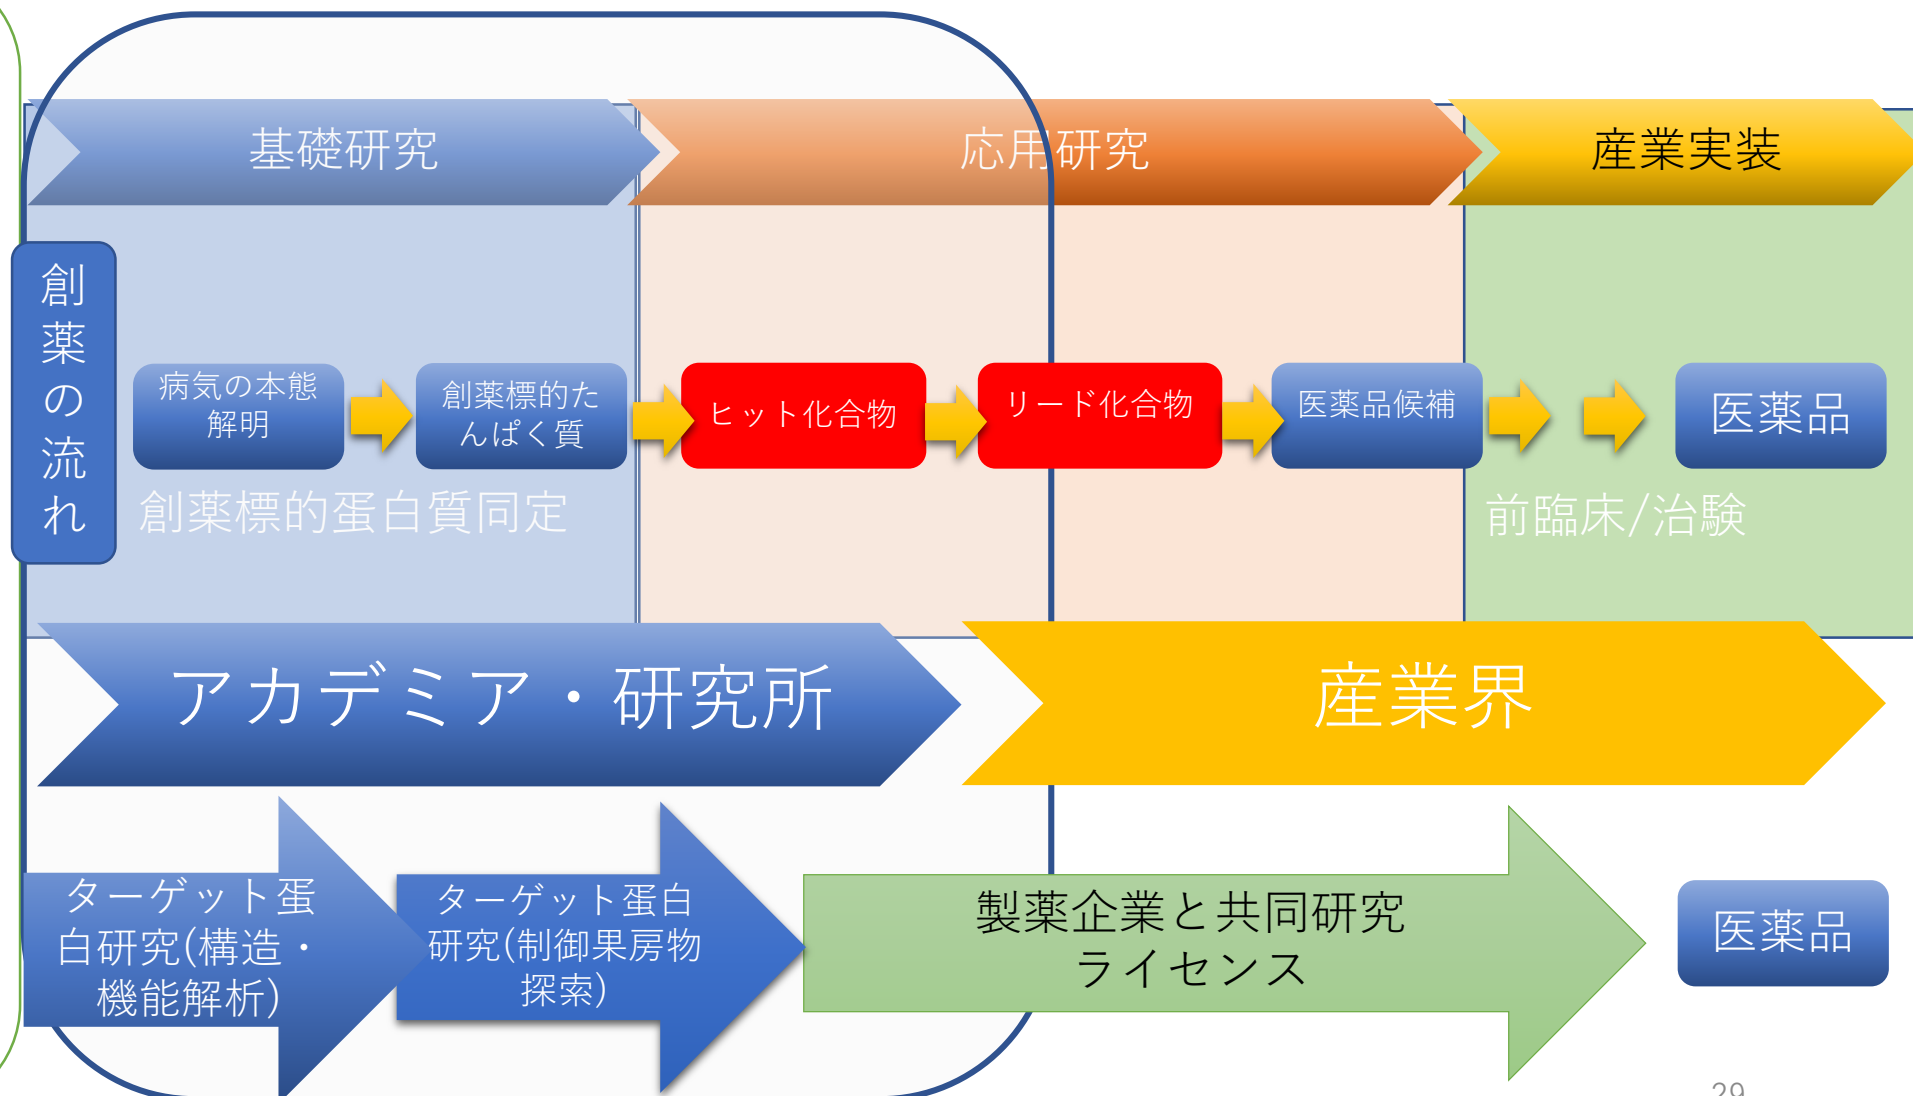 基礎研究
応用研究
産業実装
創薬の流れ
病気の本態
解明
創薬標的た
んぱく質
ヒット化合物
リード化合物
医薬品候補
医薬品
創薬標的蛋白質同定
前臨床/治験
アカデミア・研究所
産業界
ターゲット蛋
白研究(構造・
機能解析)
ターゲット蛋白
研究(制御果房物
探索)
製薬企業と共同研究
ライセンス
医薬品
29